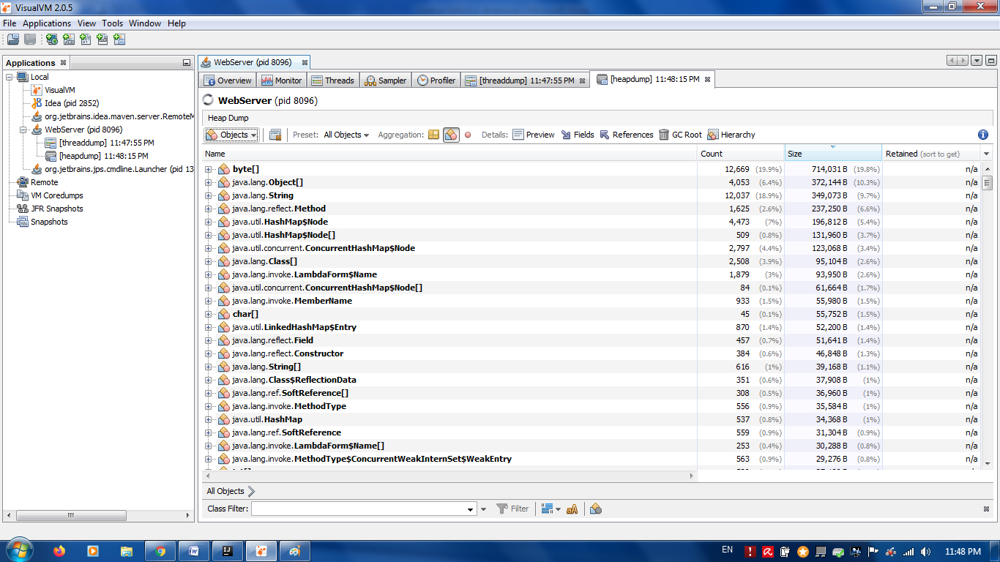 VisualVM 2.0.5
File Applications View Tools Window Help
Applications
WebServer (pid 8096)
Local
VisualVM
Idea (pid 2852)
org.jetbrains.idea.maven.server.RemoteM
WebServer (pid 8096)
[threaddump] 11:47:55 PM
[heapdump] 11:48:15 PM
org.jetbrains.jps.cmdline.Launcher (pid 13
Remote
VM Coredumps
JFR Snapshots
Snapshots
Overview Monitor Threads Sampler Profiler [threaddump] 11:47:55 PM [heapdump] 11:48:15 PM
WebServer (pid 8096)
Heap Dump
Objects Preset: All Objects Aggregation: Details: Preview Fields References GC Root Hierarchy
Name Count Size Retained (sort to get)
byte[] 12,669 (19.9%) 714,031 B (19.8%) n/a
java.lang.Object[] 4,053 (6.4%) 372,144 B (10.3%) n/a
java.lang.String 12,037 (18.9%) 349,073 B (9.7%) n/a
java.lang.reflect.Method 1,625 (2.6%) 237,250 B (6.6%) n/a
java.util.HashMap$Node 4,473 (7%) 196,812 B (5.4%) n/a
java.util.HashMap$Node[] 509 (0.8%) 131,960 B (3.7%) n/a
java.util.concurrent.ConcurrentHashMap$Node 2,797 (4.4%) 123,068 B (3.4%) n/a
java.lang.Class[] 2,508 (3.9%) 95,104 B (2.6%) n/a
java.lang.invoke.LambdaForm$Name 1,879 (3%) 93,950 B (2.6%) n/a
java.util.concurrent.ConcurrentHashMap$Node[] 84 (0.1%) 61,664 B (1.7%) n/a
java.lang.invoke.MemberName 933 (1.5%) 55,980 B (1.5%) n/a
char[] 45 (0.1%) 55,752 B (1.5%) n/a
java.util.LinkedHashMap$Entry 870 (1.4%) 52,200 B (1.4%) n/a
java.lang.reflect.Field 457 (0.7%) 51,641 B (1.4%) n/a
java.lang.reflect.Constructor 384 (0.6%) 46,848 B (1.3%) n/a
java.lang.String[] 616 (1%) 39,168 B (1.1%) n/a
java.lang.Class$ReflectionData 351 (0.6%) 37,908 B (1%) n/a
java.lang.ref.SoftReference[] 308 (0.5%) 36,960 B (1%) n/a
java.lang.invoke.MethodType 556 (0.9%) 35,584 B (1%) n/a
java.util.HashMap 537 (0.8%) 34,368 B (1%) n/a
java.lang.ref.SoftReference 559 (0.9%) 31,304 B (0.9%) n/a
java.lang.invoke.LambdaForm$Name[] 253 (0.4%) 30,288 B (0.8%) n/a
java.lang.invoke.MethodType$ConcurrentWeakInternSet$WeakEntry 563 (0.9%) 29,276 B (0.8%) n/a
All Objects
Class Filter: Filter
EN 11:48 PM